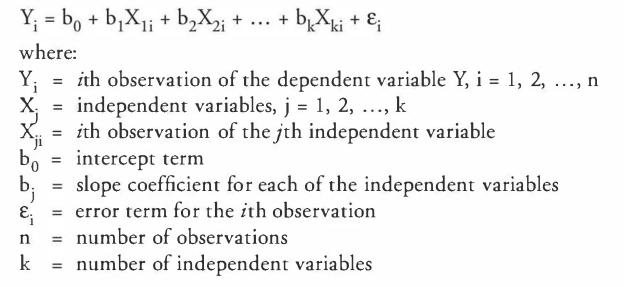 Yᵢ = b₀ + b₁X₁ᵢ + b₂X₂ᵢ + … + bₖXₖᵢ + εᵢ
where:
Yᵢ = ith observation of the dependent variable Y, i = 1, 2, …, n
Xⱼ = independent variables, j = 1, 2, …, k
Xⱼᵢ = ith observation of the jth independent variable
b₀ = intercept term
bⱼ = slope coefficient for each of the independent variables
εᵢ = error term for the ith observation
n = number of observations
k = number of independent variables